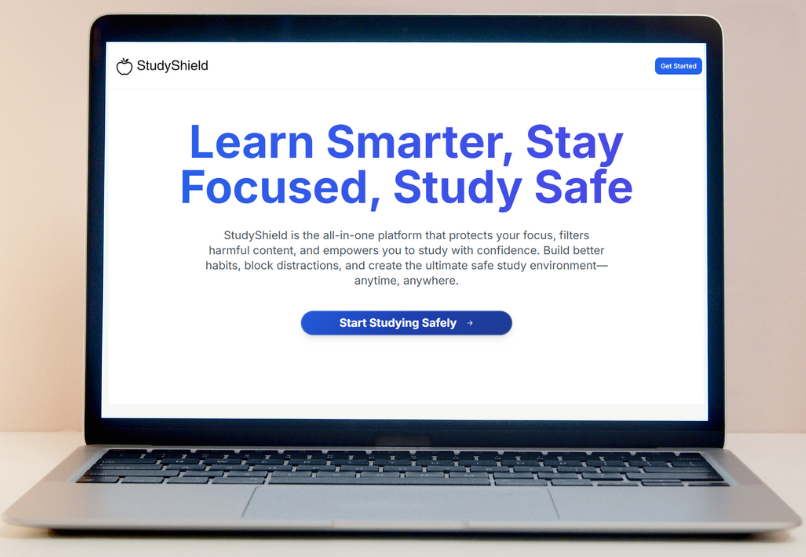 StudyShield
Get Started
Learn Smarter, Stay
Focused, Study Safe
StudyShield is the all-in-one platform that protects your focus, filters
harmful content, and empowers you to study with confidence. Build better
habits, block distractions, and create the ultimate safe study environment—
anytime, anywhere.
Start Studying Safely →